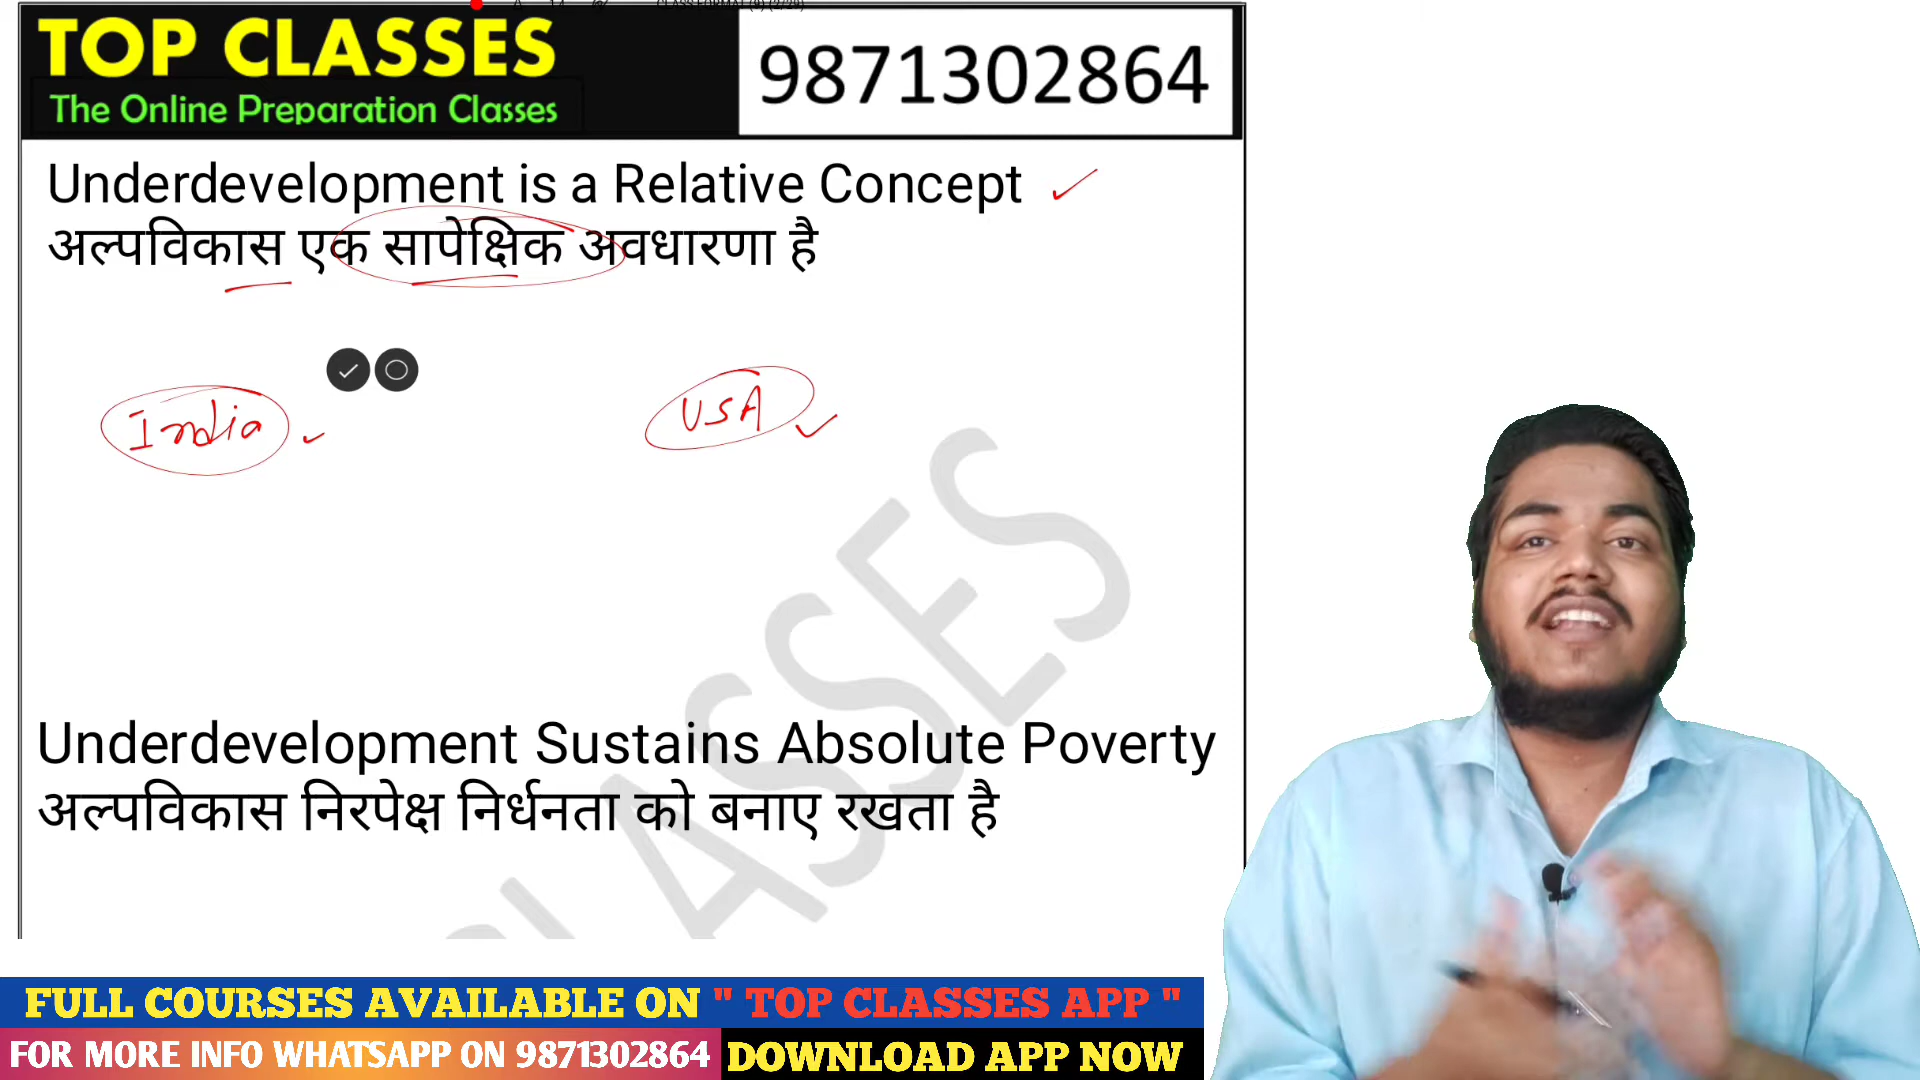 TOP CLASSES
The Online Preparation Classes
9871302864
Underdevelopment is a Relative Concept
अल्पविकास एक सापेक्षिक अवधारणा है
India
USA
CLASSES
Underdevelopment Sustains Absolute Poverty
अल्पविकास निरपेक्ष निर्धनता को बनाए रखता है
FULL COURSES AVAILABLE ON " TOP CLASSES APP "
FOR MORE INFO WHATSAPP ON 9871302864
DOWNLOAD APP NOW